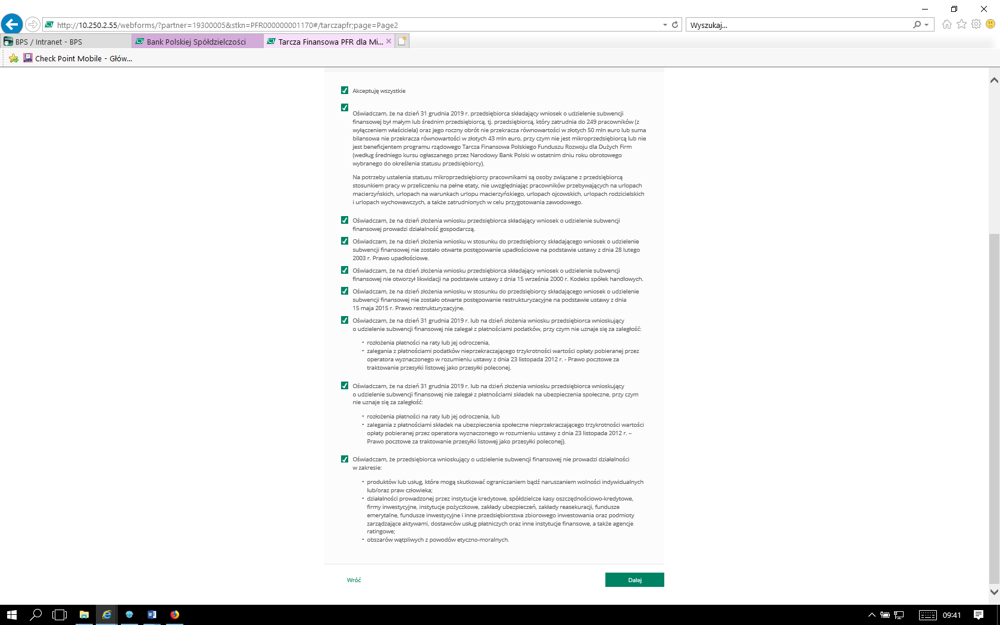 http://10.250.2.55/webforms/?partner=19300005&stkn=PFR000000001170#/tarczapfr;page=Page2
Wyszukaj...
BPS / Intranet - BPS
Bank Polskiej Spółdzielczości
Tarcza Finansowa PFR dla Mi...
Check Point Mobile - Głów...
Akceptuję wszystkie
Oświadczam, że na dzień 31 grudnia 2019 r. przedsiębiorca składający wniosek o udzielenie subwencji
finansowej był małym lub średnim przedsiębiorcą, tj. przedsiębiorcą, który zatrudnia do 249 pracowników (z
wyłączeniem właściciela) oraz jego roczny obrót nie przekracza równowartości w złotych 50 mln euro lub suma
bilansowa nie przekracza równowartości w złotych 43 mln euro, przy czym nie jest mikroprzedsiębiorcą lub nie
jest beneficjentem programu rządowego Tarcza Finansowa Polskiego Funduszu Rozwoju dla Dużych Firm
(według średniego kursu ogłaszanego przez Narodowy Bank Polski w ostatnim dniu roku obrotowego
wybranego do określenia statusu przedsiębiorcy).
Na potrzeby ustalenia statusu mikroprzedsiębiorcy pracownikami są osoby związane z przedsiębiorcą
stosunkiem pracy w przeliczeniu na pełne etaty, nie uwzględniając pracowników przebywających na urlopach
macierzyńskich, urlopach na warunkach urlopu macierzyńskiego, urlopach ojcowskich, urlopach rodzicielskich
i urlopach wychowawczych, a także zatrudnionych w celu przygotowania zawodowego.
Oświadczam, że na dzień złożenia wniosku przedsiębiorca składający wniosek o udzielenie subwencji
finansowej prowadzi działalność gospodarczą.
Oświadczam, że na dzień złożenia wniosku w stosunku do przedsiębiorcy składającego wniosek o udzielenie
subwencji finansowej nie zostało otwarte postępowanie upadłościowe na podstawie ustawy z dnia 28 lutego
2003 r. Prawo upadłościowe.
Oświadczam, że na dzień złożenia wniosku przedsiębiorca składający wniosek o udzielenie subwencji
finansowej nie otworzył likwidacji na podstawie ustawy z dnia 15 września 2000 r. Kodeks spółek handlowych.
Oświadczam, że na dzień złożenia wniosku w stosunku do przedsiębiorcy składającego wniosek o udzielenie
subwencji finansowej nie zostało otwarte postępowanie restrukturyzacyjne na podstawie ustawy z dnia
15 maja 2015 r. Prawo restrukturyzacyjne.
Oświadczam, że na dzień 31 grudnia 2019 r. lub na dzień złożenia wniosku przedsiębiorca wnioskujący
o udzielenie subwencji finansowej nie zalegał z płatnościami podatków, przy czym nie uznaje się za zaległość:
• rozłożenia płatności na raty lub jej odroczenia,
• zalegania z płatnościami podatków nieprzekraczającego trzykrotności wartości opłaty pobieranej przez
operatora wyznaczonego w rozumieniu ustawy z dnia 23 listopada 2012 r. - Prawo pocztowe za
traktowanie przesyłki listowej jako przesyłki poleconej.
Oświadczam, że na dzień 31 grudnia 2019 r. lub na dzień złożenia wniosku przedsiębiorca wnioskujący
o udzielenie subwencji finansowej nie zalegał z płatnościami składek na ubezpieczenia społeczne, przy czym
nie uznaje się za zaległość:
• rozłożenia płatności na raty lub jej odroczenia, lub
• zalegania z płatnościami składek na ubezpieczenia społeczne nieprzekraczającego trzykrotności wartości
opłaty pobieranej przez operatora wyznaczonego w rozumieniu ustawy z dnia 23 listopada 2012 r. –
Prawo pocztowe za traktowanie przesyłki listowej jako przesyłki poleconej).
Oświadczam, że przedsiębiorca wnioskujący o udzielenie subwencji finansowej nie prowadzi działalności
w zakresie:
• produktów lub usług, które mogą skutkować ograniczaniem bądź naruszaniem wolności indywidualnych
lub/oraz praw człowieka;
• działalności prowadzonej przez instytucje kredytowe, spółdzielcze kasy oszczędnościowo-kredytowe,
firmy inwestycyjne, instytucje pożyczkowe, zakłady ubezpieczeń, zakłady reasekuracji, fundusze
emerytalne, fundusze inwestycyjne i inne przedsiębiorstwa zbiorowego inwestowania oraz podmioty
zarządzające aktywami, dostawców usług płatniczych oraz inne instytucje finansowe, a także agencje
ratingowe;
• obszarów wątpliwych z powodów etyczno-moralnych.
Wróć
Dalej
09:41